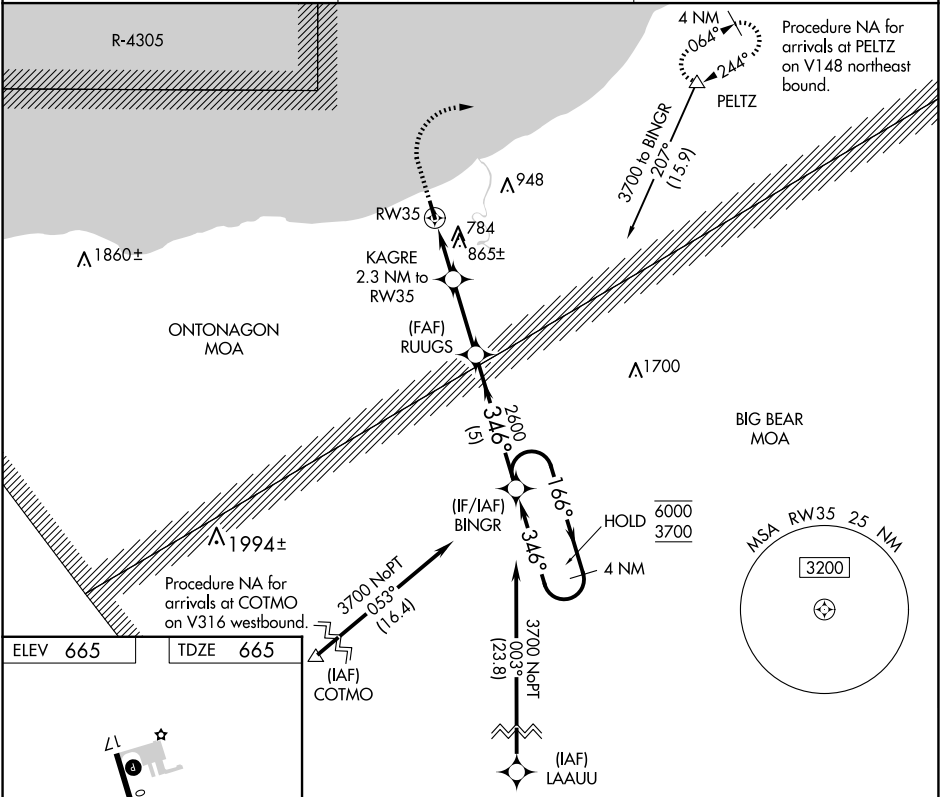 R-4305
4 NM
064°
244°
PELTZ
Procedure NA for
arrivals at PELTZ
on V148 northeast
bound.
3700 to BINGR
207°
(15.9)
948
RW35
784
865±
1860±
KAGRE
2.3 NM to
RW35
ONTONAGON
MOA
(FAF)
RUUGS
1700
2600
346°
(5)
BIG BEAR
MOA
(IF/IAF)
BINGR
166°
346°
HOLD
6000
3700
4 NM
MSA RW35 25 NM
3200
1994±
Procedure NA for
arrivals at COTMO
on V316 westbound.
3700 NoPT
053°
(16.4)
(IAF)
COTMO
3700 NoPT
003°
(23.8)
(IAF)
LAAUU
ELEV 665
TDZE 665
17
P